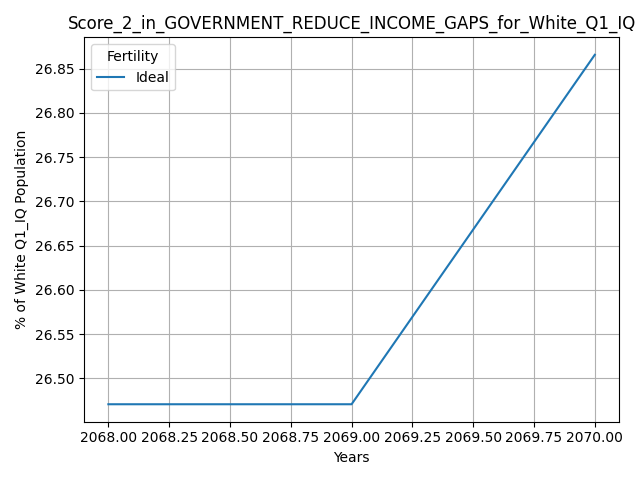 Score_2_in_GOVERNMENT_REDUCE_INCOME_GAPS_for_White_Q1_IQ
Fertility
Ideal
26.85
26.80
26.75
26.70
26.65
26.60
26.55
26.50
% of White Q1_IQ Population
2068.00 2068.25 2068.50 2068.75 2069.00 2069.25 2069.50 2069.75 2070.00
Years